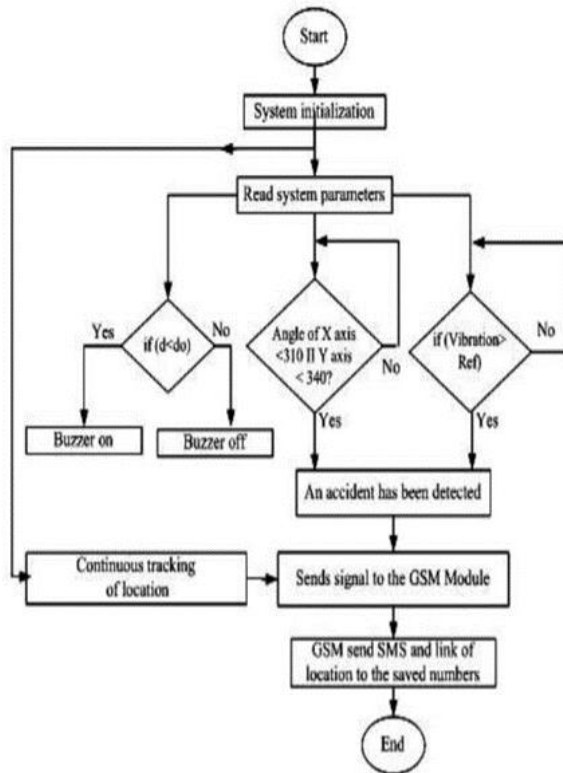 Start
System initialization
Read system parameters
Yes
if (d<do)
No
Buzzer on
Buzzer off
Angle of X axis
<310 II Y axis
< 340?
No
Yes
if (Vibration>
Ref)
No
Yes
An accident has been detected
Continuous tracking
of location
Sends signal to the GSM Module
GSM send SMS and link of
location to the saved numbers
End